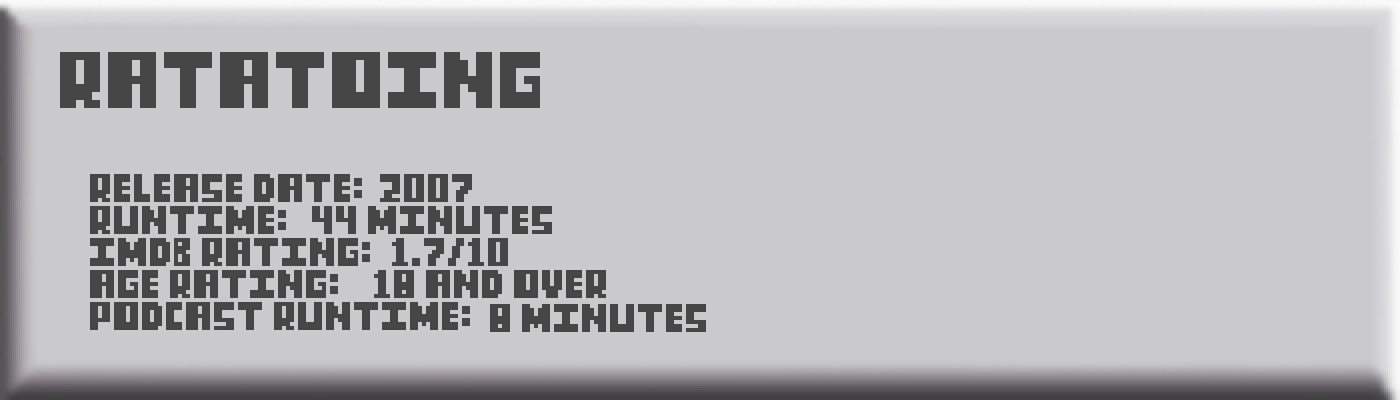 RATATOING
RELEASE DATE: 2007
RUNTIME: 44 MINUTES
IMDB RATING: 1.7/10
AGE RATING: 18 AND OVER
PODCAST RUNTIME: 8 MINUTES